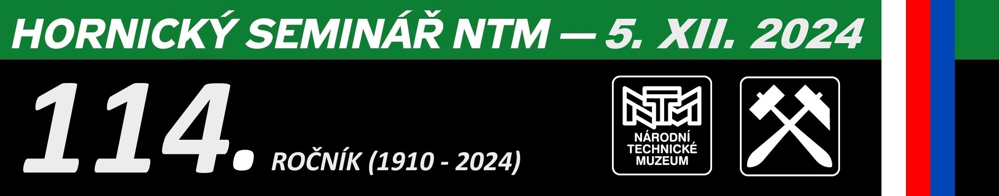 HORNICKÝ SEMINÁŘ NTM — 5. XII. 2024
114. ROČNÍK (1910 - 2024)
NTM
NÁRODNÍ
TECHNICKÉ
MUZEUM